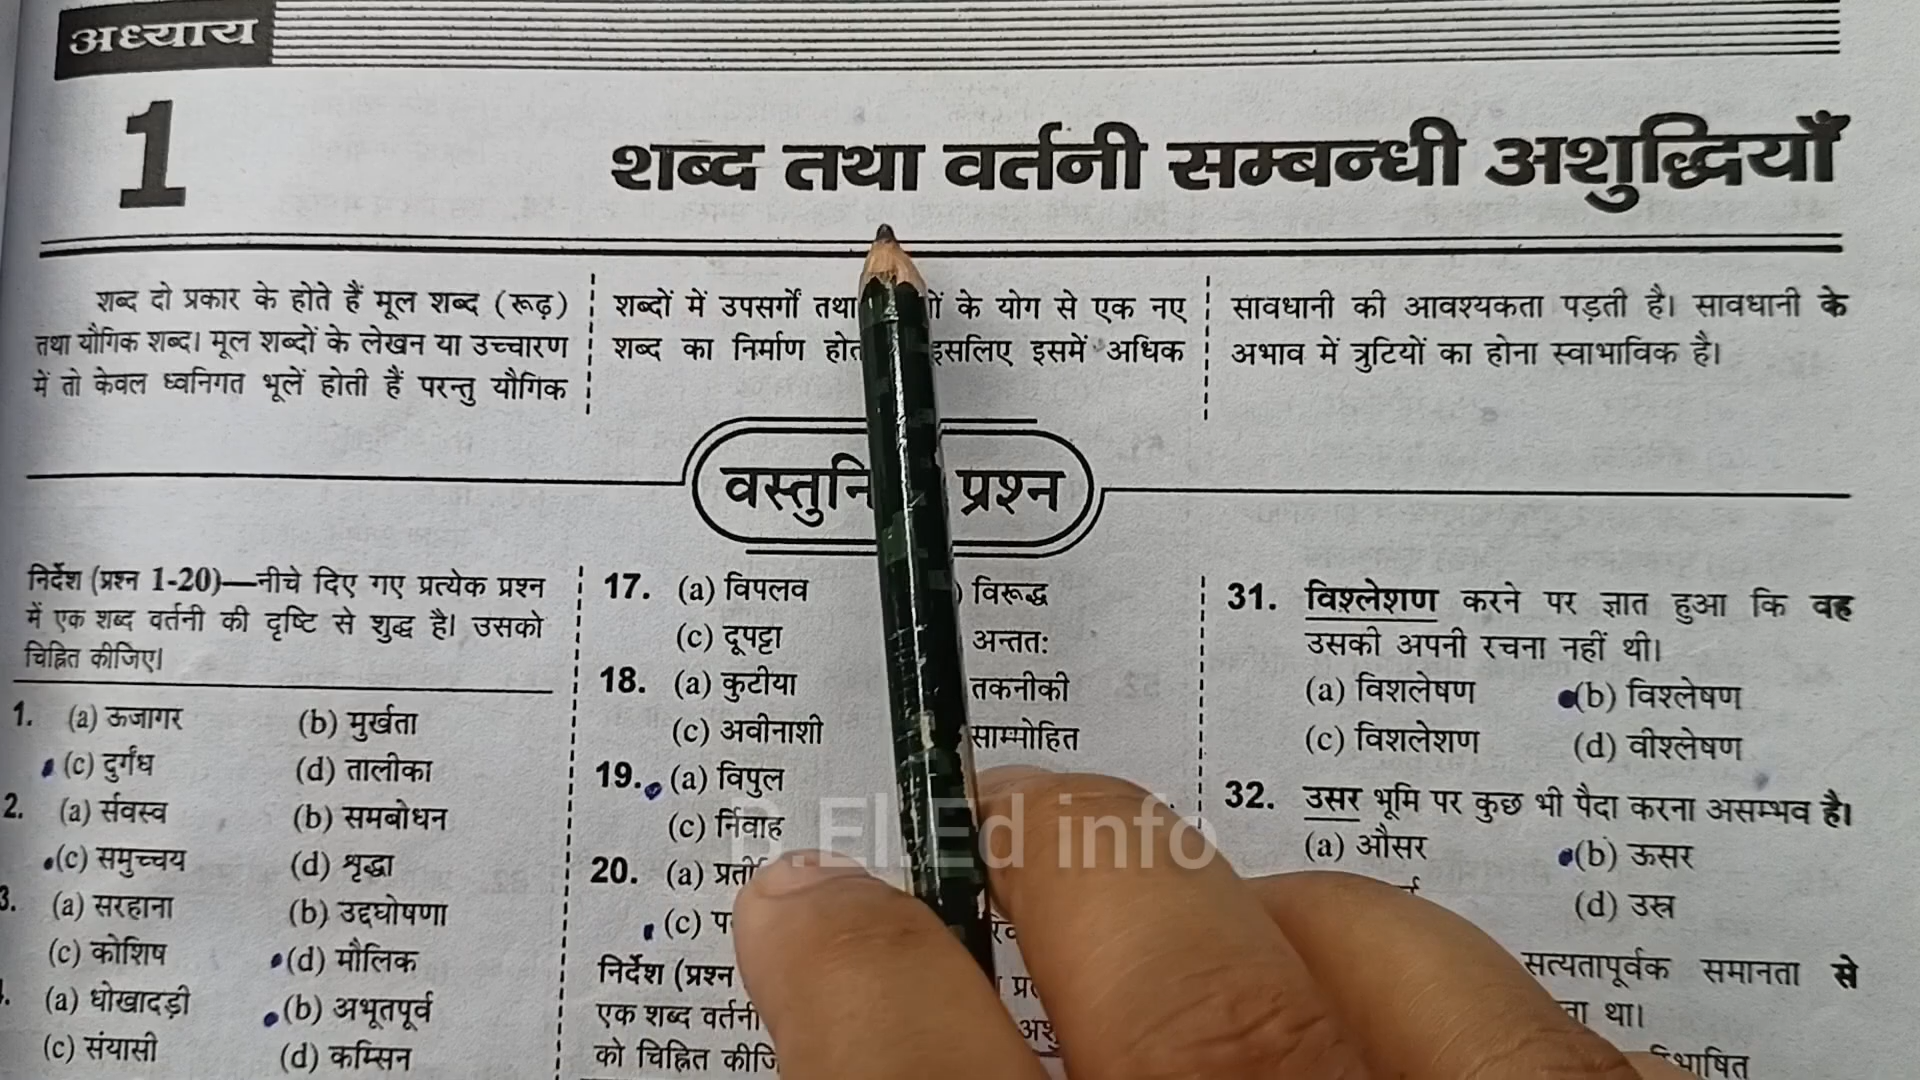 अध्याय
1
शब्द तथा वर्तनी सम्बन्धी अशुद्धियाँ
शब्द दो प्रकार के होते हैं मूल शब्द (रूढ़)
तथा यौगिक शब्द। मूल शब्दों के लेखन या उच्चारण
में तो केवल ध्वनिगत भूलें होती हैं परन्तु यौगिक
शब्दों में उपसर्गों तथा के योग से एक नए
शब्द का निर्माण इसलिए इसमें अधिक
सावधानी की आवश्यकता पड़ती है। सावधानी के
अभाव में त्रुटियों का होना स्वाभाविक है।
प्रश्न
निर्देश (प्रश्न 1-20)—नीचे दिए गए प्रत्येक प्रश्न
में एक शब्द वर्तनी की दृष्टि से शुद्ध है। उसको
चिह्नित कीजिए।
1. (a) ऊजागर (b) मुर्खता
(c) दुर्गंध (d) तालीका
2. (a) र्सवस्व (b) समबोधन
(c) समुच्चय (d) श्रृद्धा
3. (a) सरहाना (b) उद्दघोषणा
(c) कोशिष (d) मौलिक
(a) धोखादड़ी (b) अभूतपूर्व
(c) संयासी (d) कम्सिन
17. (a) विपलव विरूद्ध
(c) दूपट्टा अन्ततः
18. (a) कुटीया तकनीकी
(c) अवीनाशी साम्मोहित
19. (a) विपुल
(c) र्निवाह
20. (a)
(c)
निर्देश (प्रश्न
एक शब्द वर्तनी
को चिह्नित
31. विश्लेशण करने पर ज्ञात हुआ कि वह
उसकी अपनी रचना नहीं थी।
(a) विशलेषण (b) विश्लेषण
(c) विशलेशण (d) वीश्लेषण
32. उसर भूमि पर कुछ भी पैदा करना असम्भव है।
(a) औसर (b) ऊसर
(d) उस्र
सत्यतापूर्वक समानता से
था।
El.Ed info